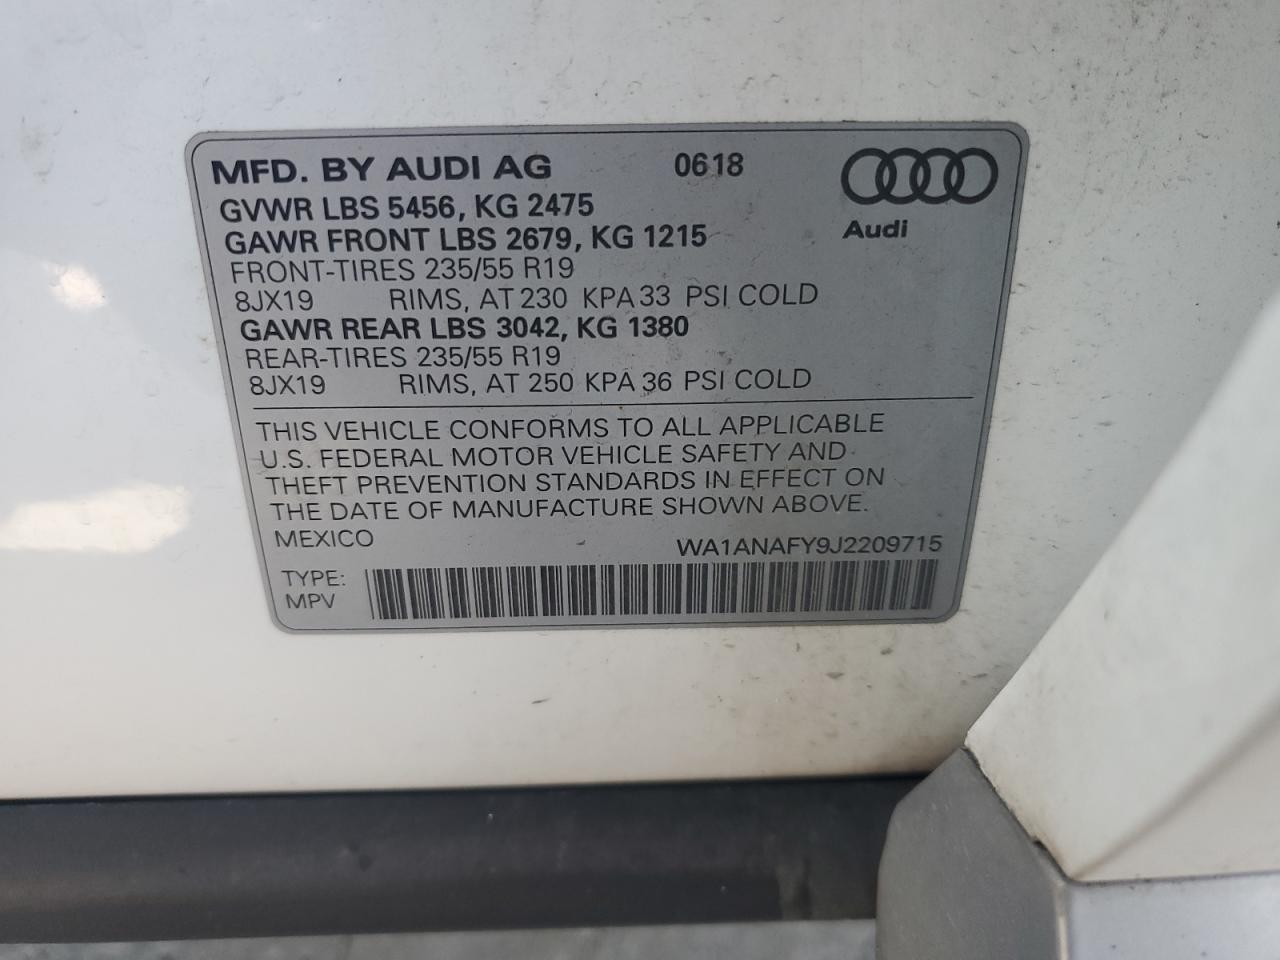 MFD. BY AUDI AG 0618
Audi
GVWR LBS 5456, KG 2475
GAWR FRONT LBS 2679, KG 1215
FRONT-TIRES 235/55 R19
8JX19 RIMS, AT 230 KPA 33 PSI COLD
GAWR REAR LBS 3042, KG 1380
REAR-TIRES 235/55 R19
8JX19 RIMS, AT 250 KPA 36 PSI COLD
THIS VEHICLE CONFORMS TO ALL APPLICABLE
U.S. FEDERAL MOTOR VEHICLE SAFETY AND
THEFT PREVENTION STANDARDS IN EFFECT ON
THE DATE OF MANUFACTURE SHOWN ABOVE.
MEXICO WA1ANAFY9J2209715
TYPE:
MPV